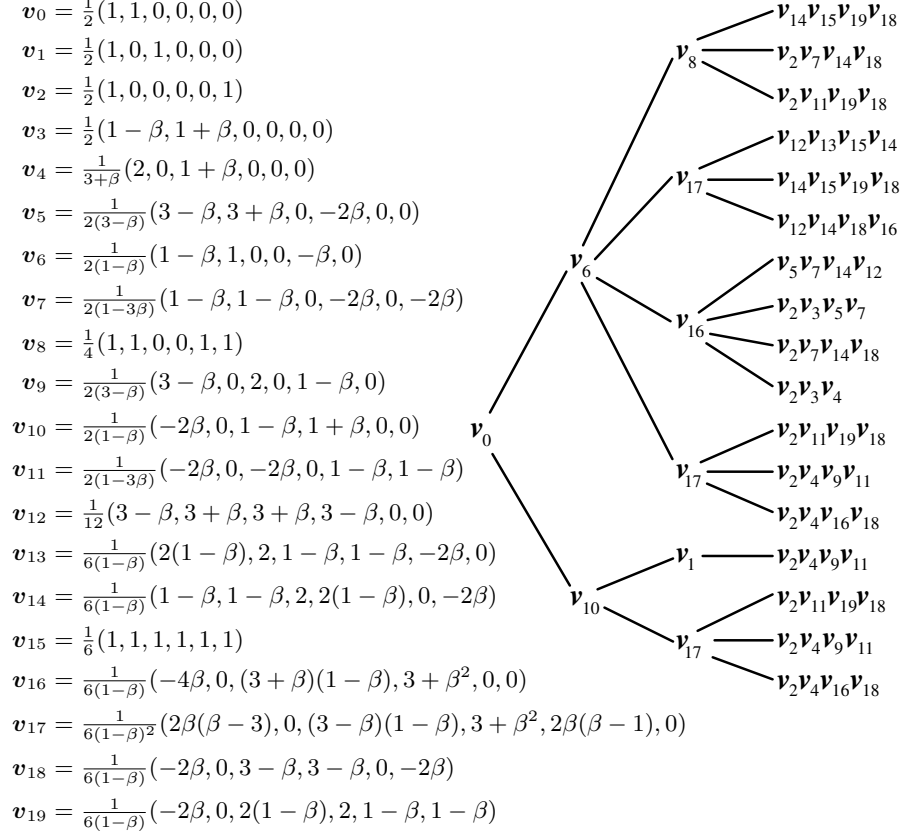 v₀ = 1/2(1, 1, 0, 0, 0, 0)
v₁ = 1/2(1, 0, 1, 0, 0, 0)
v₂ = 1/2(1, 0, 0, 0, 0, 1)
v₃ = 1/2(1 − β, 1 + β, 0, 0, 0, 0)
v₄ = 1/(3+β)(2, 0, 1 + β, 0, 0, 0)
v₅ = 1/(2(3−β))(3 − β, 3 + β, 0, −2β, 0, 0)
v₆ = 1/(2(1−β))(1 − β, 1, 0, 0, −β, 0)
v₇ = 1/(2(1−3β))(1 − β, 1 − β, 0, −2β, 0, −2β)
v₈ = 1/4(1, 1, 0, 0, 1, 1)
v₉ = 1/(2(3−β))(3 − β, 0, 2, 0, 1 − β, 0)
v₁₀ = 1/(2(1−β))(−2β, 0, 1 − β, 1 + β, 0, 0)
v₁₁ = 1/(2(1−3β))(−2β, 0, −2β, 0, 1 − β, 1 − β)
v₁₂ = 1/12(3 − β, 3 + β, 3 + β, 3 − β, 0, 0)
v₁₃ = 1/(6(1−β))(2(1 − β), 2, 1 − β, 1 − β, −2β, 0)
v₁₄ = 1/(6(1−β))(1 − β, 1 − β, 2, 2(1 − β), 0, −2β)
v₁₅ = 1/6(1, 1, 1, 1, 1, 1)
v₁₆ = 1/(6(1−β))(−4β, 0, (3 + β)(1 − β), 3 + β², 0, 0)
v₁₇ = 1/(6(1−β)²)(2β(β − 3), 0, (3 − β)(1 − β), 3 + β², 2β(β − 1), 0)
v₁₈ = 1/(6(1−β))(−2β, 0, 3 − β, 3 − β, 0, −2β)
v₁₉ = 1/(6(1−β))(−2β, 0, 2(1 − β), 2, 1 − β, 1 − β)
v₀
v₆
v₁₀
v₈
v₁₇
v₁₆
v₁₇
v₁
v₁₇
v₁₄v₁₅v₁₉v₁₈
v₂v₇v₁₄v₁₈
v₂v₁₁v₁₉v₁₈
v₁₂v₁₃v₁₅v₁₄
v₁₄v₁₅v₁₉v₁₈
v₁₂v₁₄v₁₈v₁₆
v₅v₇v₁₄v₁₂
v₂v₃v₅v₇
v₂v₇v₁₄v₁₈
v₂v₃v₄
v₂v₁₁v₁₉v₁₈
v₂v₄v₉v₁₁
v₂v₄v₁₆v₁₈
v₂v₄v₉v₁₁
v₂v₁₁v₁₉v₁₈
v₂v₄v₉v₁₁
v₂v₄v₁₆v₁₈